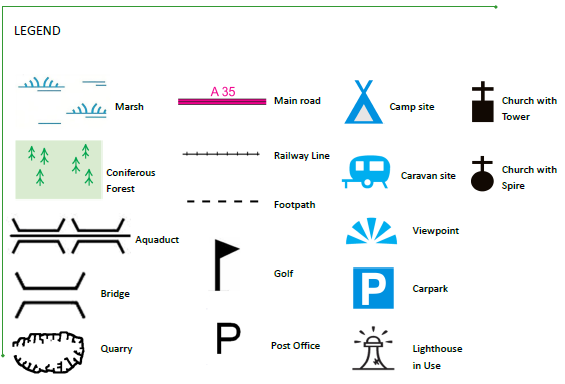 LEGEND
Marsh
Coniferous
Forest
Aquaduct
Bridge
Quarry
A 35
Main road
Railway Line
Footpath
Golf
P
Post Office
Camp site
Caravan site
Viewpoint
P
Carpark
Lighthouse
in Use
Church with
Tower
Church with
Spire